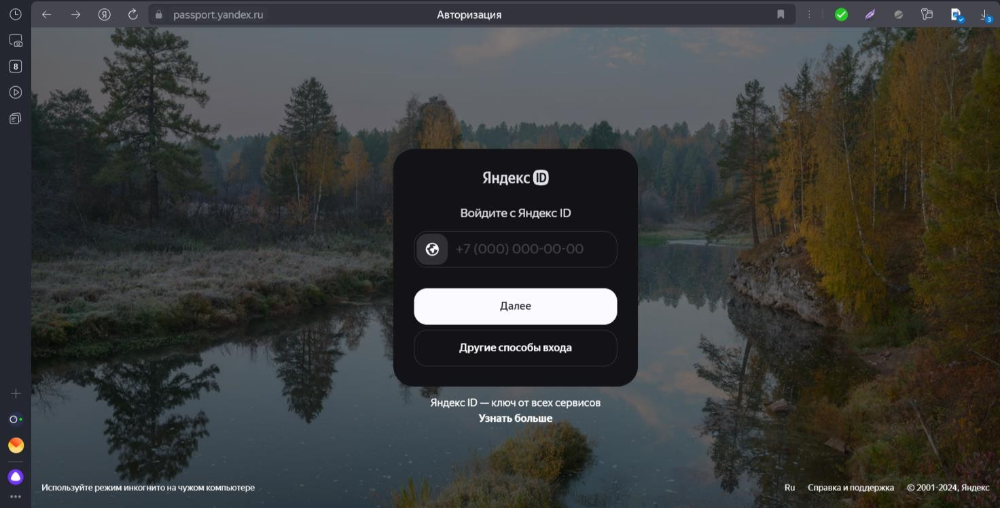 passport.yandex.ru
Авторизация
3
8
Яндекс ID
Войдите с Яндекс ID
+7 (000) 000-00-00
Далее
Другие способы входа
Яндекс ID — ключ от всех сервисов
Узнать больше
Используйте режим инкогнито на чужом компьютере
Ru
Справка и поддержка
© 2001-2024, Яндекс